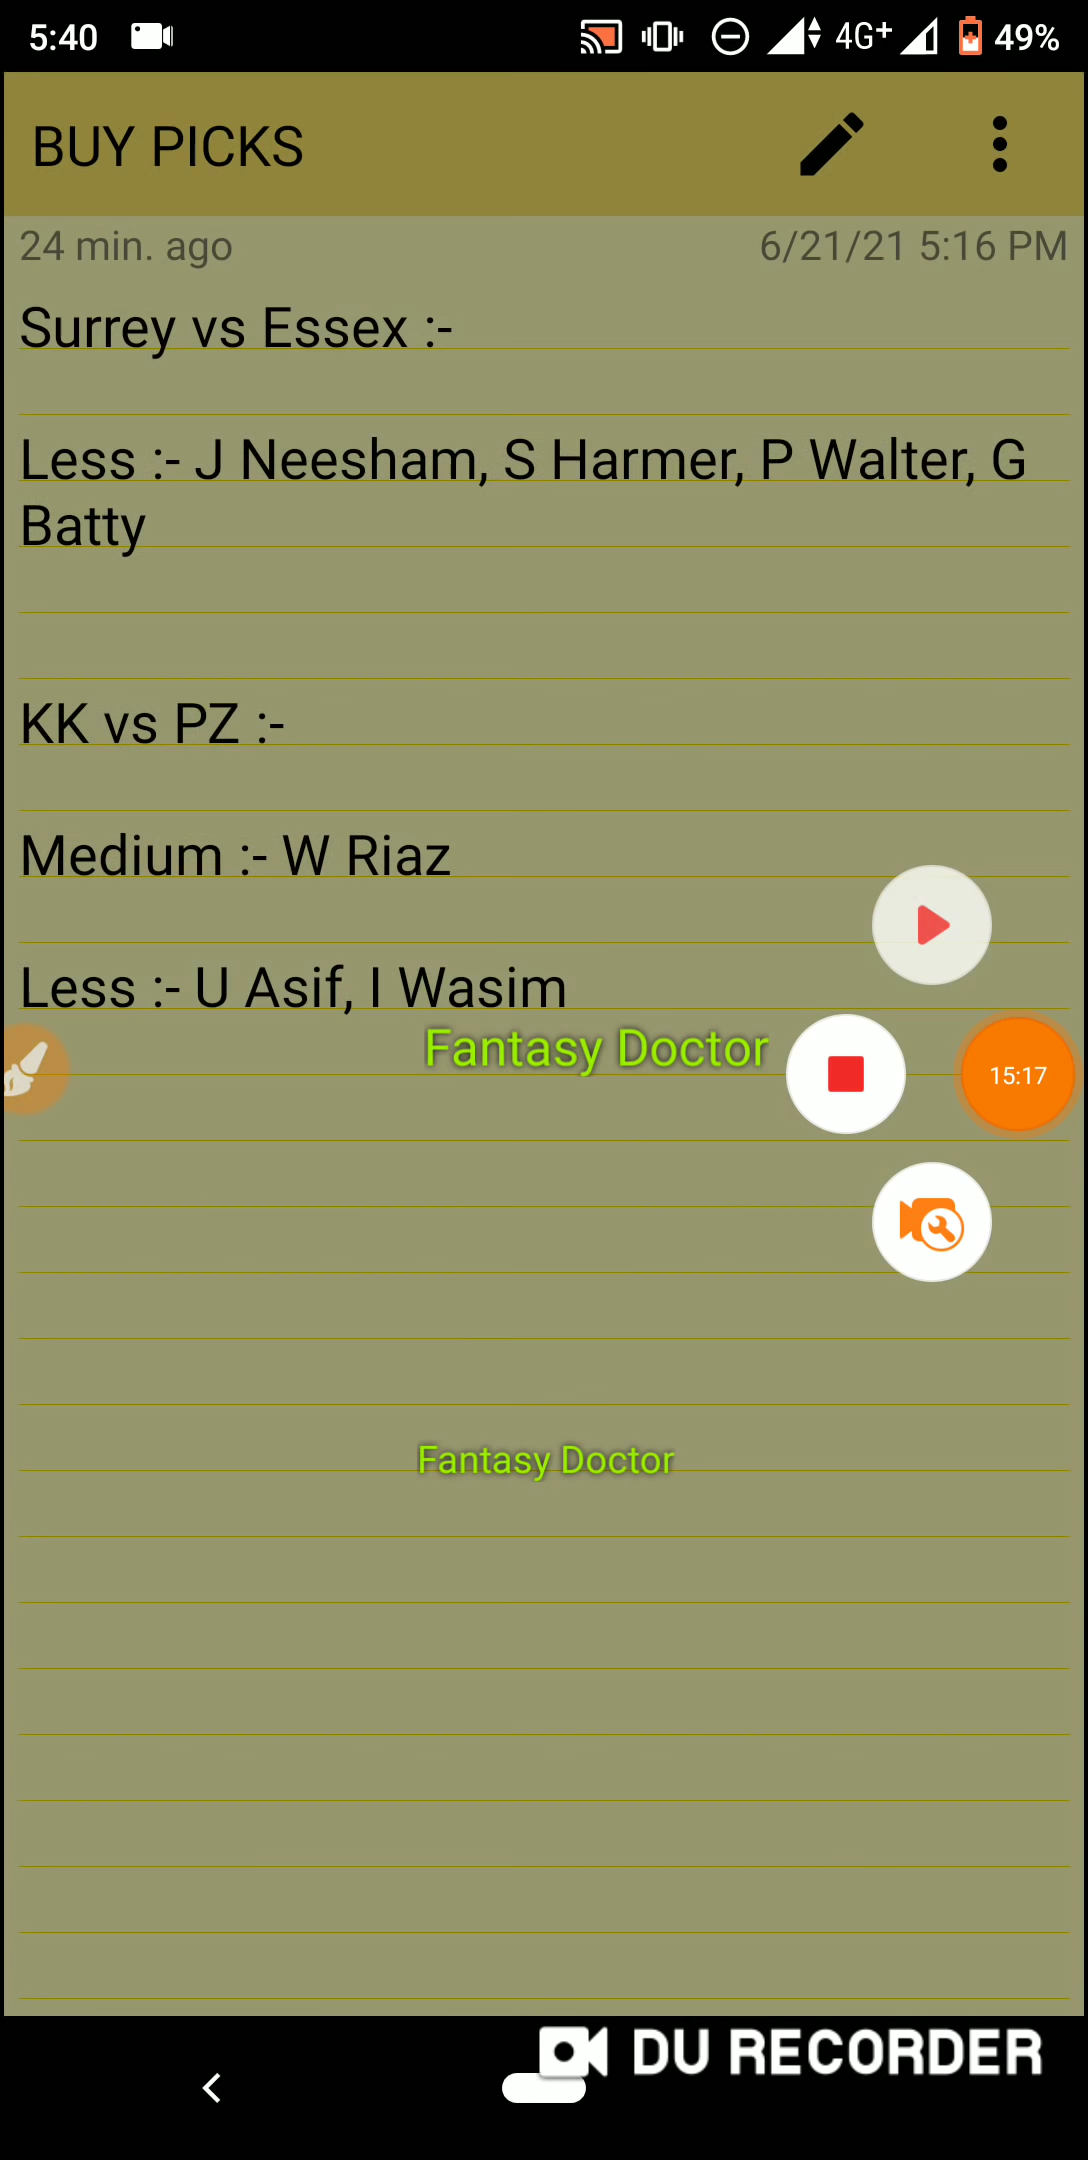 5:40
4G+
49%
BUY PICKS
24 min. ago
6/21/21 5:16 PM
Surrey vs Essex :-
Less :- J Neesham, S Harmer, P Walter, G
Batty
KK vs PZ :-
Medium :- W Riaz
Less :- U Asif, I Wasim
Fantasy Doctor
15:17
Fantasy Doctor
DU RECORDER